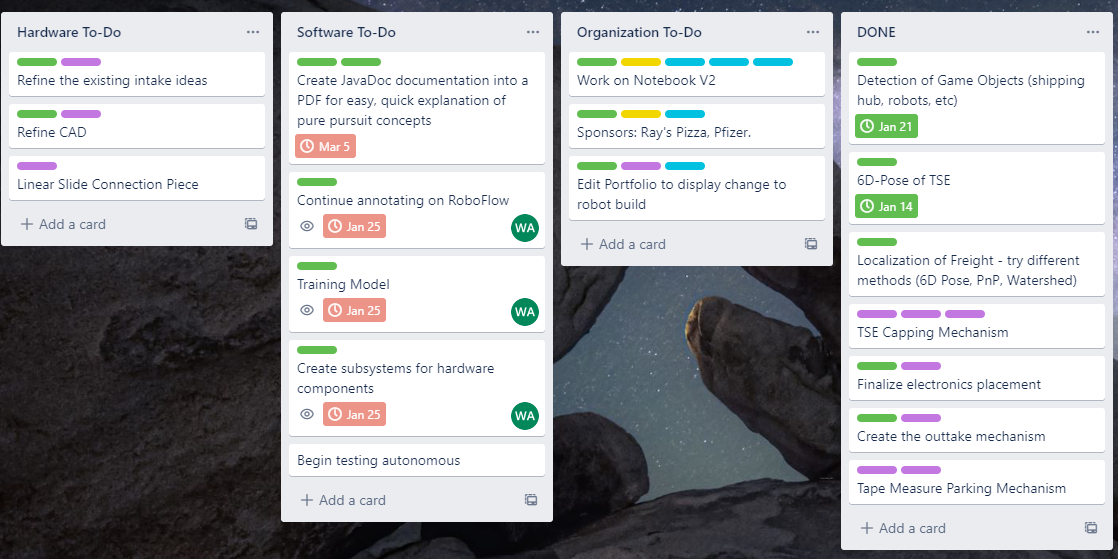 Hardware To-Do
Refine the existing intake ideas
Refine CAD
Linear Slide Connection Piece
Add a card
Software To-Do
Create JavaDoc documentation into a
PDF for easy, quick explanation of
pure pursuit concepts
Mar 5
Continue annotating on RoboFlow
Jan 25
WA
Training Model
Jan 25
WA
Create subsystems for hardware
components
Jan 25
WA
Begin testing autonomous
Add a card
Organization To-Do
Work on Notebook V2
Sponsors: Ray's Pizza, Pfizer.
Edit Portfolio to display change to
robot build
Add a card
DONE
Detection of Game Objects (shipping
hub, robots, etc)
Jan 21
6D-Pose of TSE
Jan 14
Localization of Freight - try different
methods (6D Pose, PnP, Watershed)
TSE Capping Mechanism
Finalize electronics placement
Create the outtake mechanism
Tape Measure Parking Mechanism
Add a card